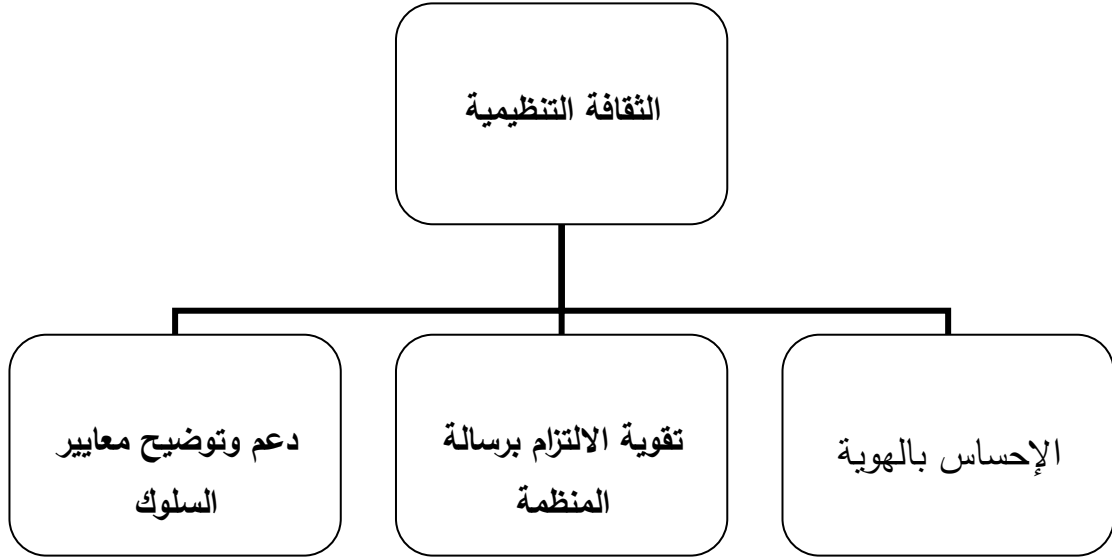 الثقافة التنظيمية
الإحساس بالهوية
تقوية الالتزام برسالة
المنظمة
دعم وتوضيح معايير
السلوك